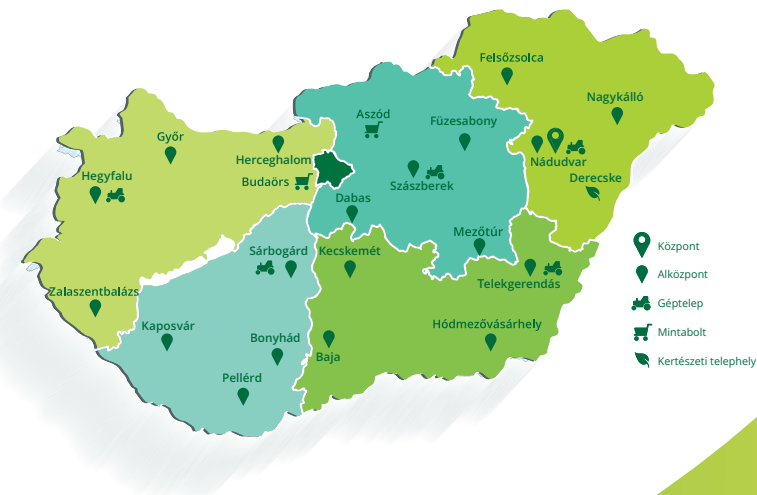 Felsőzsolca
Nagykálló
Aszód
Füzesabony
Győr
Herceghalom
Nádudvar
Hegyfalu
Budaörs
Szászberek
Derecske
Dabas
Mezőtúr
Sárbogárd
Kecskemét
Központ
Alközpont
Telekgerendás
Zalaszentbalázs
Géptelep
Kaposvár
Bonyhád
Hódmezővásárhely
Mintabolt
Baja
Kertészeti telephely
Pellérd